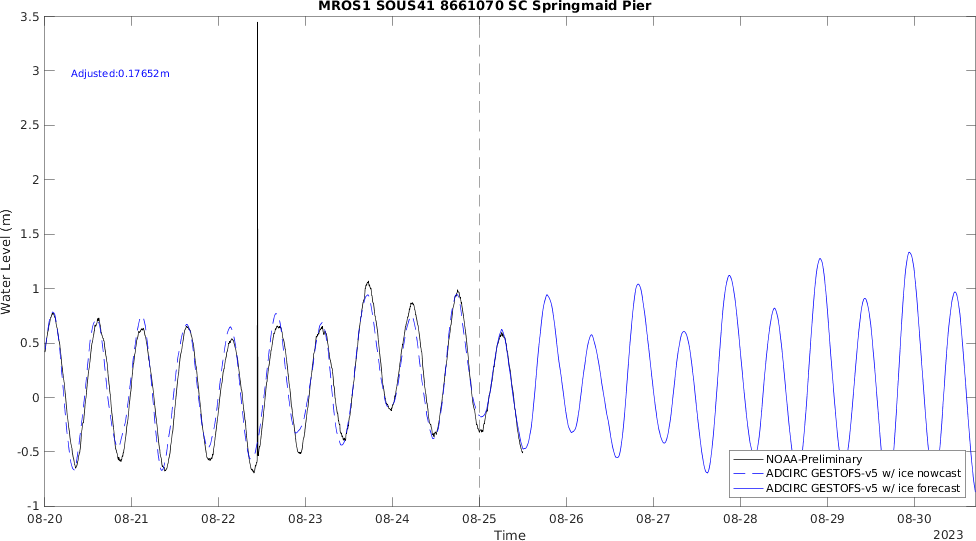 MROS1 SOUS41 8661070 SC Springmaid Pier
3.5
3
2.5
2
1.5
1
0.5
0
-0.5
-1
Water Level (m)
Adjusted:0.17652m
NOAA-Preliminary
ADCIRC GESTOFS-v5 w/ ice nowcast
ADCIRC GESTOFS-v5 w/ ice forecast
08-20 08-21 08-22 08-23 08-24 08-25 08-26 08-27 08-28 08-29 08-30
Time
2023